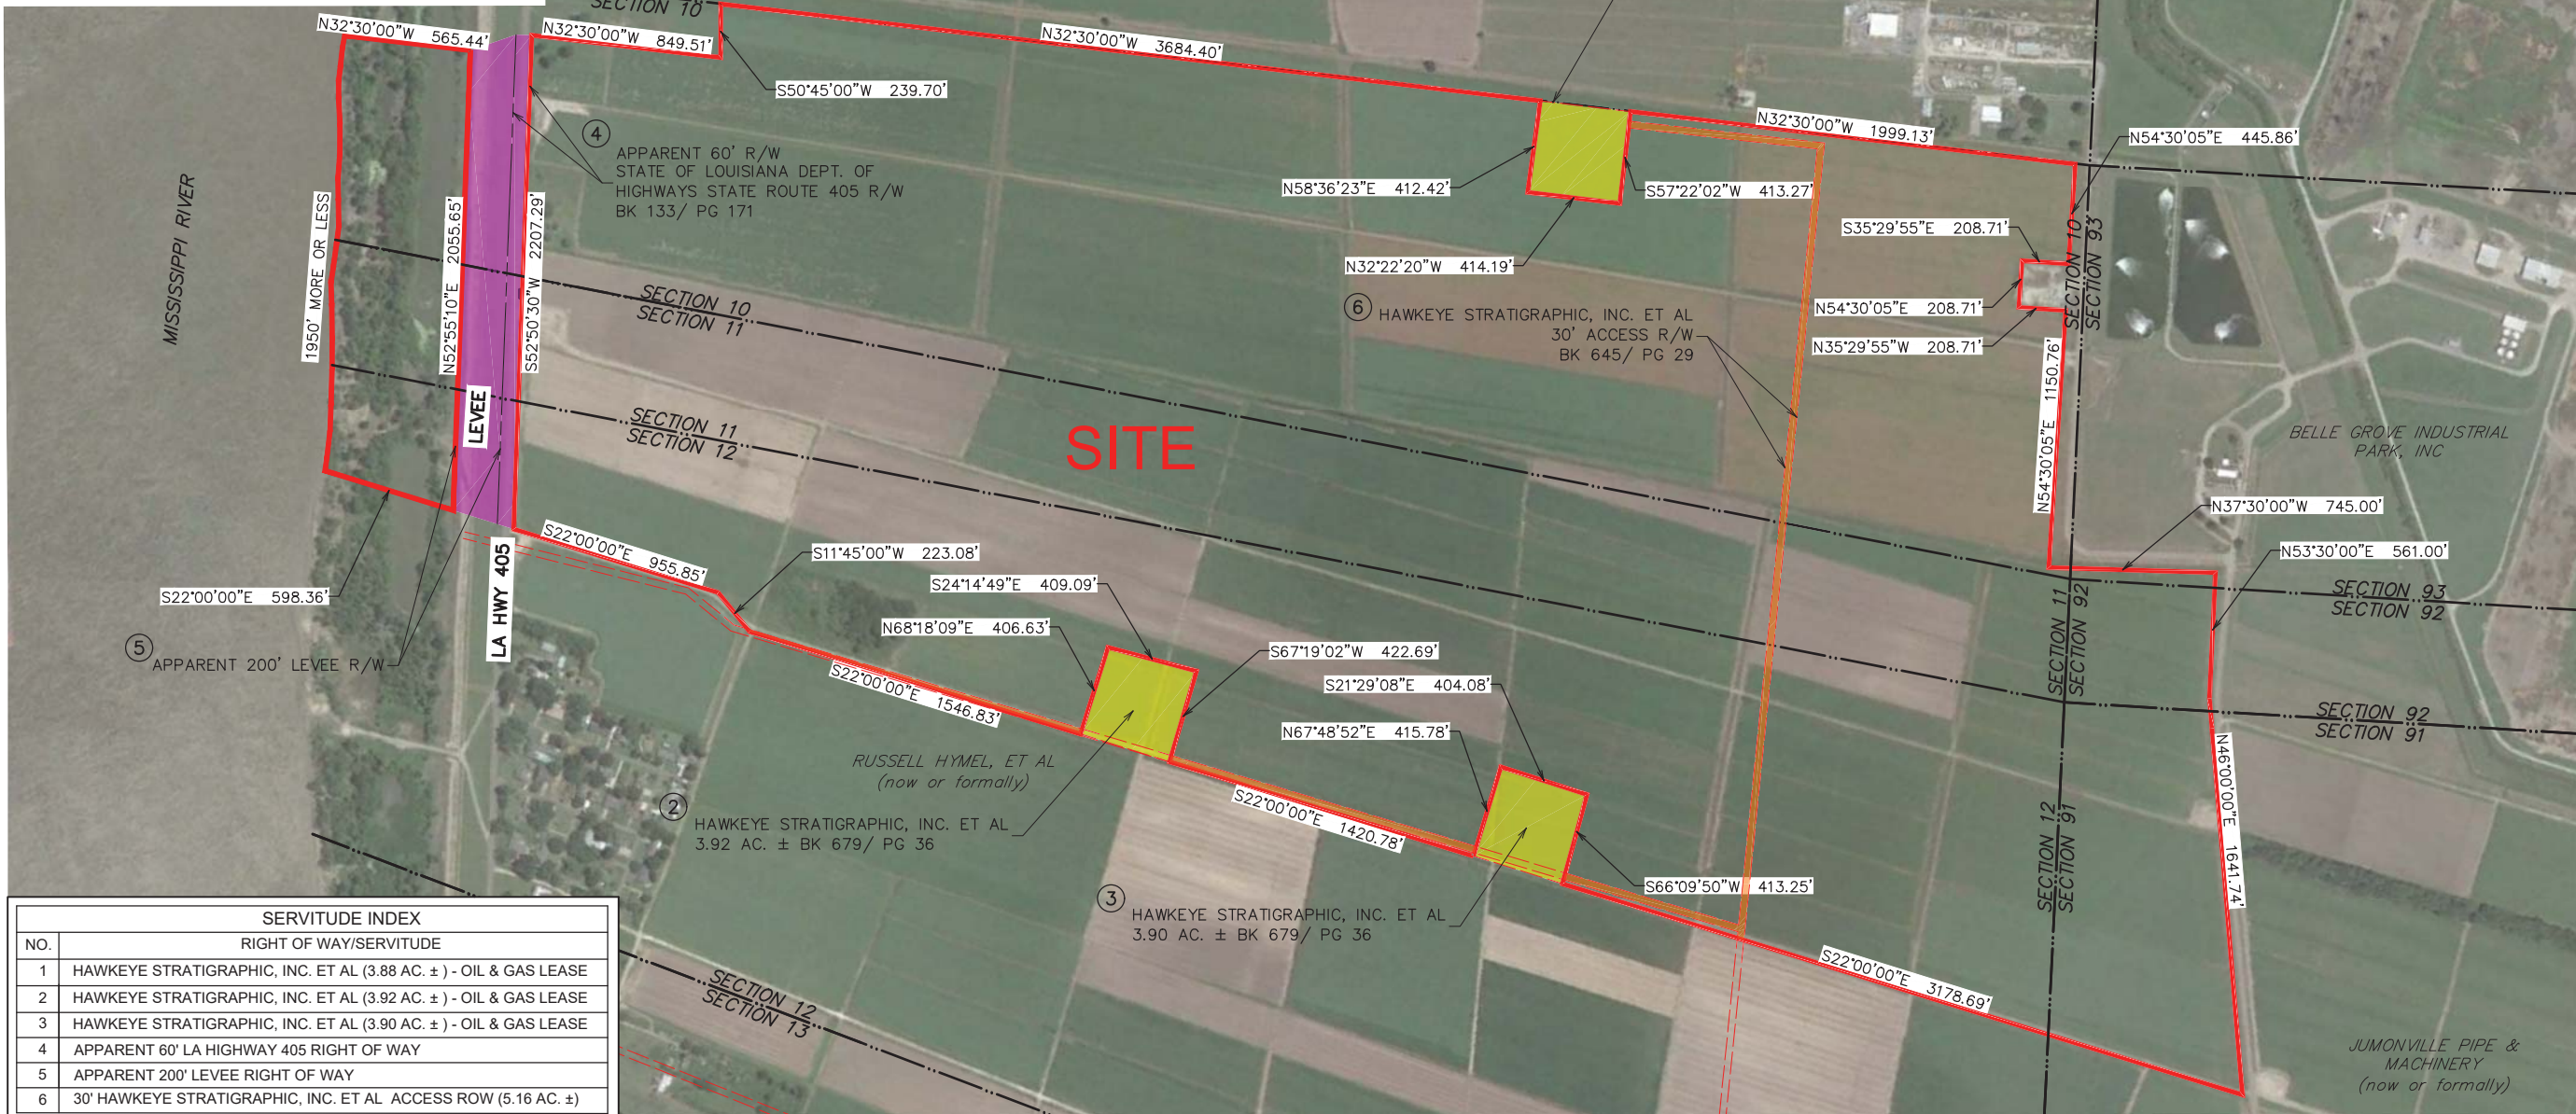 SECTION 10
N32°30'00"W 565.44'
N32°30'00"W 849.51'
N32°30'00"W 3684.40'
S50°45'00"W 239.70'
N32°30'00"W 1999.13'
N54°30'05"E 445.86'
4
APPARENT 60' R/W
STATE OF LOUISIANA DEPT. OF
HIGHWAYS STATE ROUTE 405 R/W
BK 133/ PG 171
N58°36'23"E 412.42'
S57°22'02"W 413.27'
N32°22'20"W 414.19'
MISSISSIPPI RIVER
1950' MORE OR LESS
N52°55'10"E 2055.65'
S52°50'30"W 2207.29'
LEVEE
S35°29'55"E 208.71'
N54°30'05"E 208.71'
N35°29'55"W 208.71'
SECTION 10
SECTION 93
SECTION 10
SECTION 11
6
HAWKEYE STRATIGRAPHIC, INC. ET AL
30' ACCESS R/W
BK 645/ PG 29
N54°30'05"E 1150.76'
SECTION 11
SECTION 12
SITE
BELLE GROVE INDUSTRIAL
PARK, INC
N37°30'00"W 745.00'
N53°30'00"E 561.00'
SECTION 93
SECTION 92
SECTION 11
SECTION 92
LA HWY 405
S22°00'00"E 955.85'
S11°45'00"W 223.08'
S24°14'49"E 409.09'
N68°18'09"E 406.63'
S67°19'02"W 422.69'
S22°00'00"E 598.36'
5
APPARENT 200' LEVEE R/W
S22°00'00"E 1546.83'
S21°29'08"E 404.08'
N67°48'52"E 415.78'
SECTION 92
SECTION 91
N46°00'00"E 1641.74'
RUSSELL HYMEL, ET AL
(now or formally)
2
HAWKEYE STRATIGRAPHIC, INC. ET AL
3.92 AC. ± BK 679/ PG 36
S22°00'00"E 1420.78'
S66°09'50"W 413.25'
3
HAWKEYE STRATIGRAPHIC, INC. ET AL
3.90 AC. ± BK 679/ PG 36
SECTION 12
SECTION 91
S22°00'00"E 3178.69'
SECTION 12
SECTION 13
JUMONVILLE PIPE &
MACHINERY
(now or formally)
SERVITUDE INDEX
NO. RIGHT OF WAY/SERVITUDE
1 HAWKEYE STRATIGRAPHIC, INC. ET AL (3.88 AC. ± ) - OIL & GAS LEASE
2 HAWKEYE STRATIGRAPHIC, INC. ET AL (3.92 AC. ± ) - OIL & GAS LEASE
3 HAWKEYE STRATIGRAPHIC, INC. ET AL (3.90 AC. ± ) - OIL & GAS LEASE
4 APPARENT 60' LA HIGHWAY 405 RIGHT OF WAY
5 APPARENT 200' LEVEE RIGHT OF WAY
6 30' HAWKEYE STRATIGRAPHIC, INC. ET AL ACCESS ROW (5.16 AC. ±)